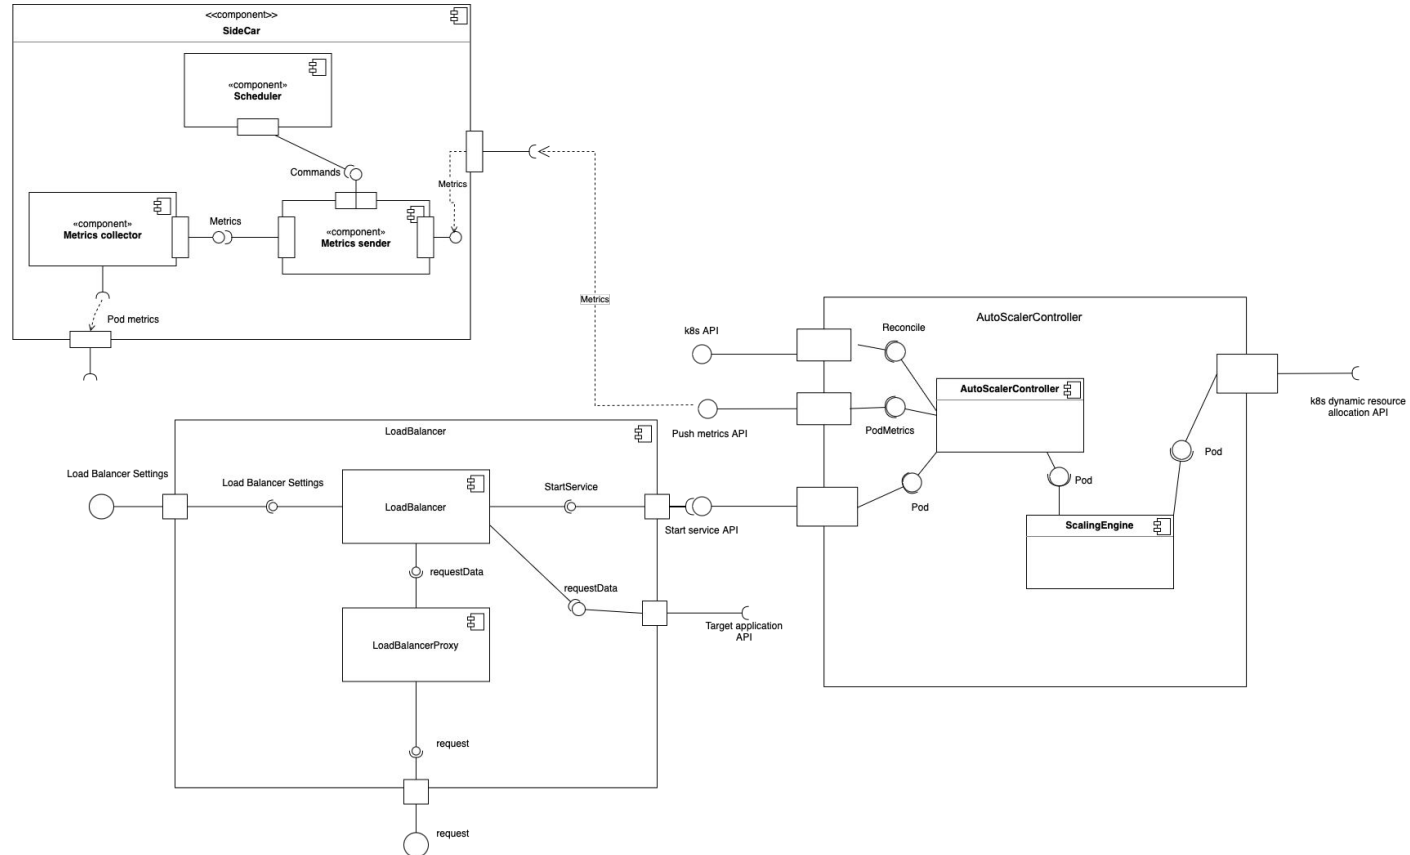 <<component>>
SideCar
«component»
Scheduler
Commands
Metrics
«component»
Metrics collector
Metrics
«component»
Metrics sender
Pod metrics
Metrics
AutoScalerController
k8s API
Reconcile
AutoScalerController
k8s dynamic resource
allocation API
Push metrics API
PodMetrics
Pod
Pod
Pod
ScalingEngine
LoadBalancer
Load Balancer Settings
Load Balancer Settings
LoadBalancer
StartService
Start service API
requestData
requestData
Target application
API
LoadBalancerProxy
request
request